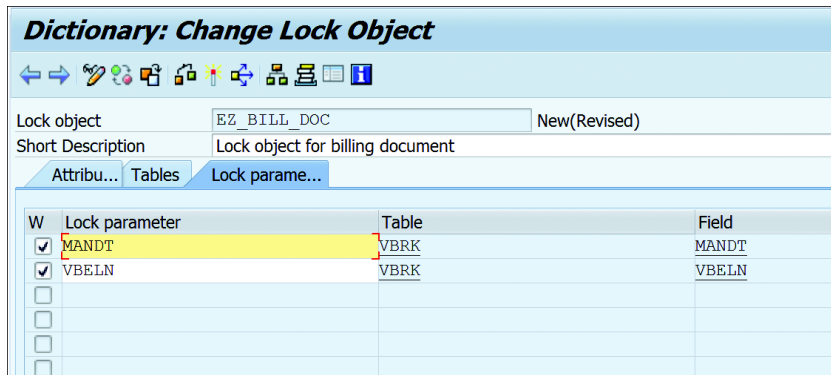 Dictionary: Change Lock Object
Lock object EZ_BILL_DOC New(Revised)
Short Description Lock object for billing document
Attribu... Tables Lock parame...
W Lock parameter Table Field
MANDT VBRK MANDT
VBELN VBRK VBELN